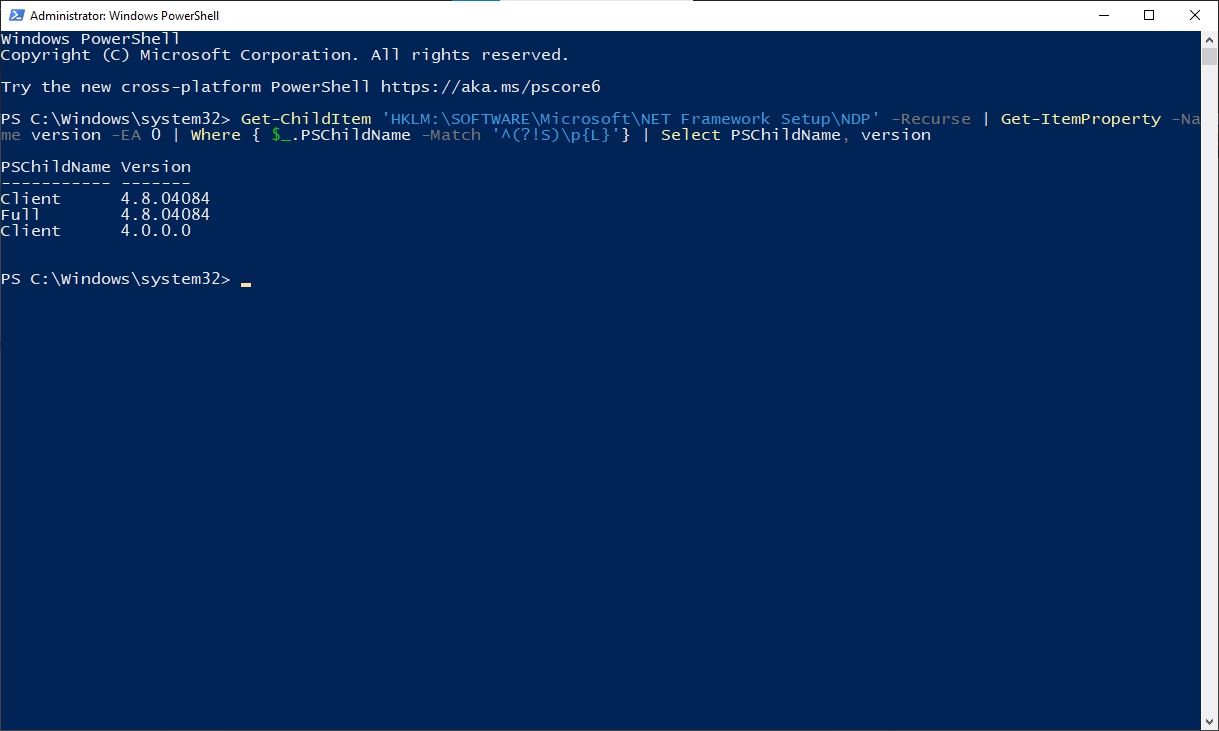 Administrator: Windows PowerShell
Windows PowerShell
Copyright (C) Microsoft Corporation. All rights reserved.
Try the new cross-platform PowerShell https://aka.ms/pscore6
PS C:\Windows\system32> Get-ChildItem 'HKLM:\SOFTWARE\Microsoft\NET Framework Setup\NDP' -Recurse | Get-ItemProperty -Na
me version -EA 0 | Where { $_.PSChildName -Match '^(?!S)\p{L}'} | Select PSChildName, version
PSChildName Version
----------- -------
Client      4.8.04084
Full        4.8.04084
Client      4.0.0.0
PS C:\Windows\system32>